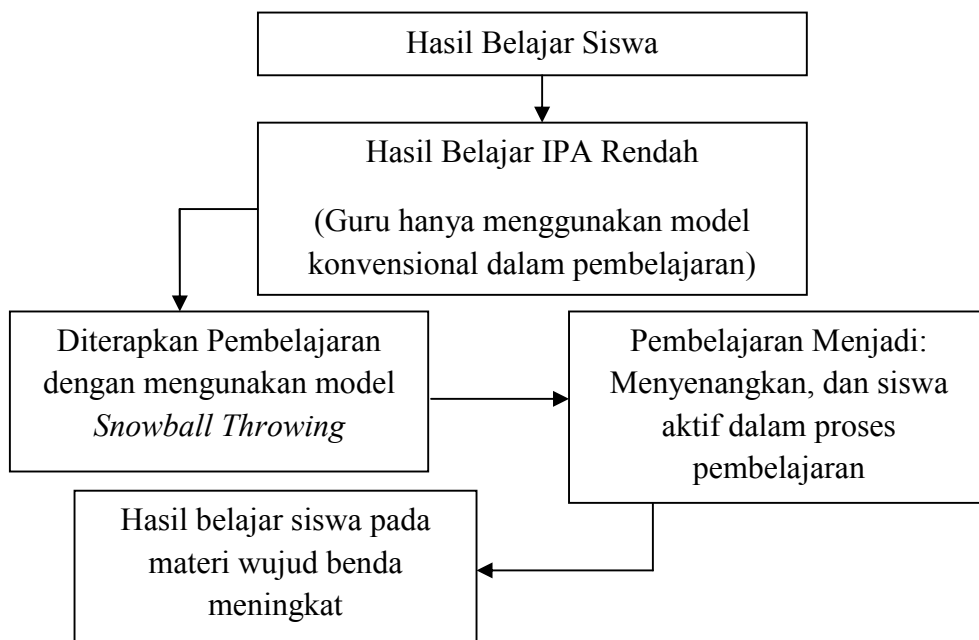 Hasil Belajar Siswa
Hasil Belajar IPA Rendah
(Guru hanya menggunakan model
konvensional dalam pembelajaran)
Diterapkan Pembelajaran
dengan mengunakan model
Snowball Throwing
Pembelajaran Menjadi:
Menyenangkan, dan siswa
aktif dalam proses
pembelajaran
Hasil belajar siswa pada
materi wujud benda
meningkat